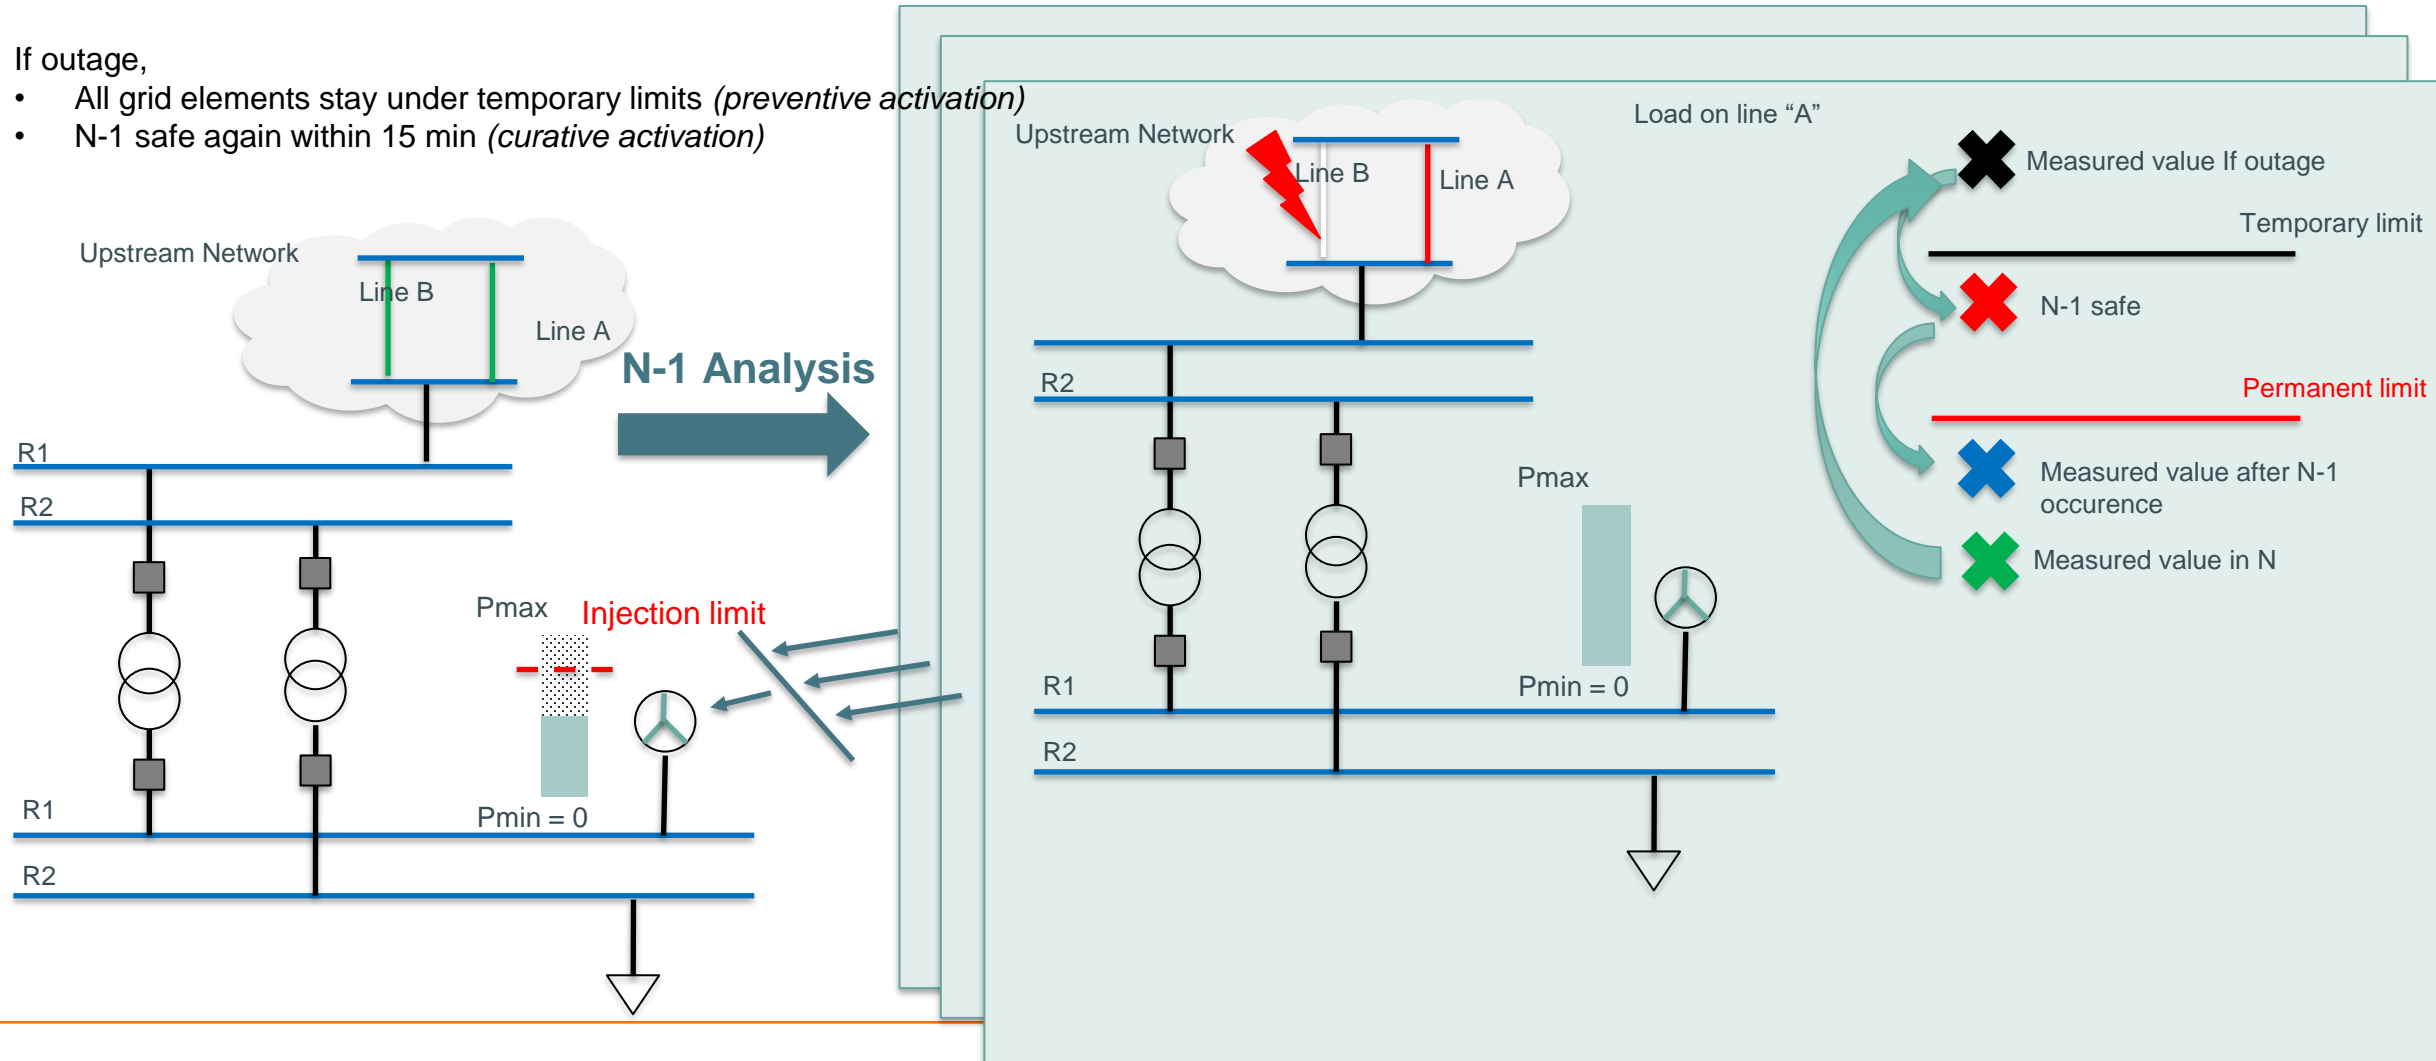 If outage,
• All grid elements stay under temporary limits (preventive activation)
• N-1 safe again within 15 min (curative activation)
Upstream Network
Line B
Line A
R1
R2
Pmax
Injection limit
Pmin = 0
R1
R2
N-1 Analysis
Upstream Network
Line B
Line A
R2
Pmax
Pmin = 0
R1
R2
Load on line “A”
Measured value If outage
Temporary limit
N-1 safe
Permanent limit
Measured value after N-1
occurence
Measured value in N